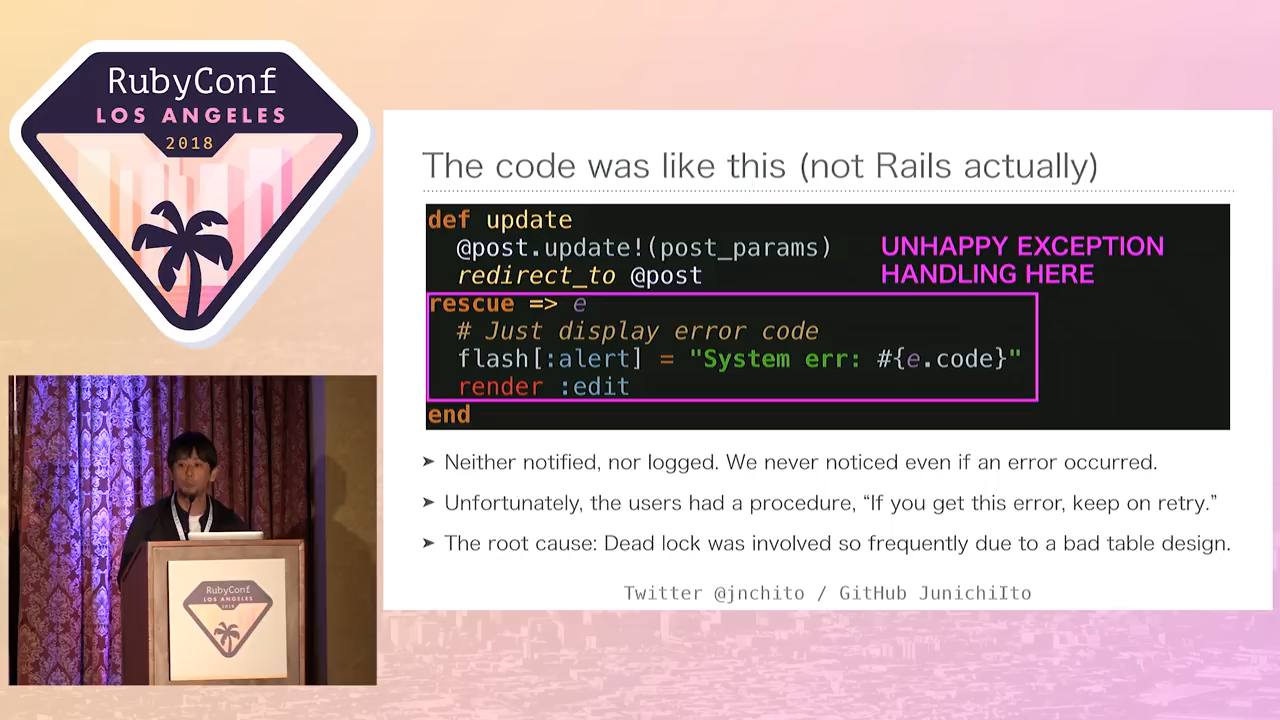 RubyConf
LOS ANGELES
2018
The code was like this (not Rails actually)
def update
  @post.update!(post_params)
  redirect_to @post
rescue => e
  # Just display error code
  flash[:alert] = "System err: #{e.code}"
  render :edit
end
UNHAPPY EXCEPTION
HANDLING HERE
➤ Neither notified, nor logged. We never noticed even if an error occurred.
➤ Unfortunately, the users had a procedure, “If you get this error, keep on retry.”
➤ The root cause: Dead lock was involved so frequently due to a bad table design.
Twitter @jnchito / GitHub JunichiIto
RubyConf
LOS ANGELES
2018